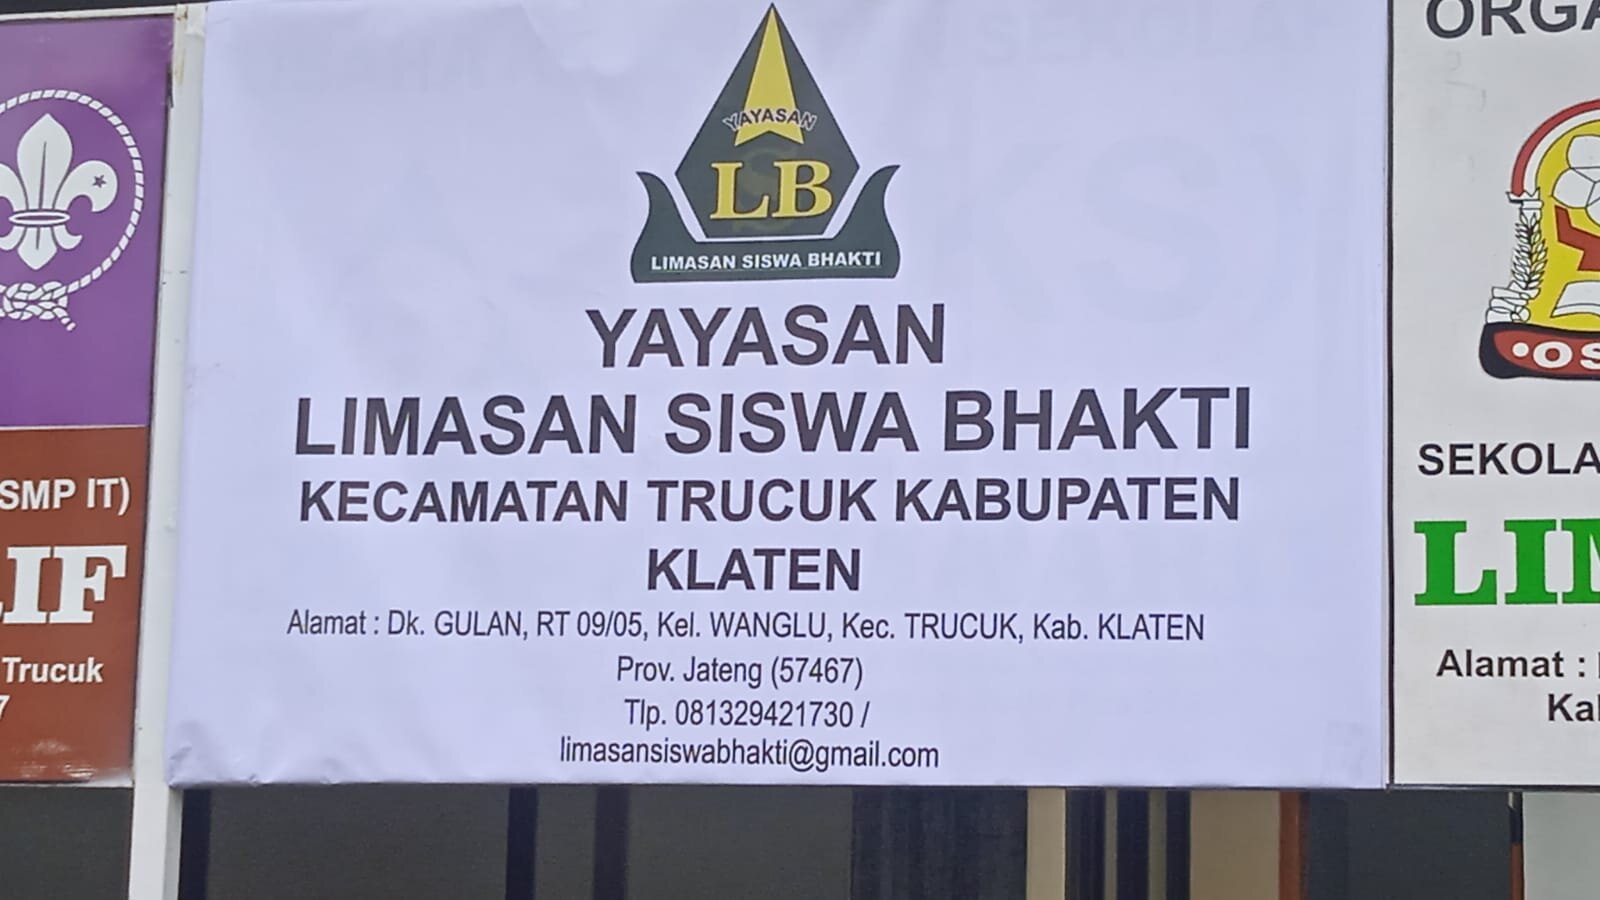 YAYASAN
LB
LIMASAN SISWA BHAKTI
YAYASAN
LIMASAN SISWA BHAKTI
KECAMATAN TRUCUK KABUPATEN
KLATEN
Alamat : Dk. GULAN, RT 09/05, Kel. WANGLU, Kec. TRUCUK, Kab. KLATEN
Prov. Jateng (57467)
Tlp. 081329421730 /
limasansiswabhakti@gmail.com
SMP IT)
LIF
Trucuk
7
ORGA
OS
SEKOLA
LIM
Alamat :
Kal